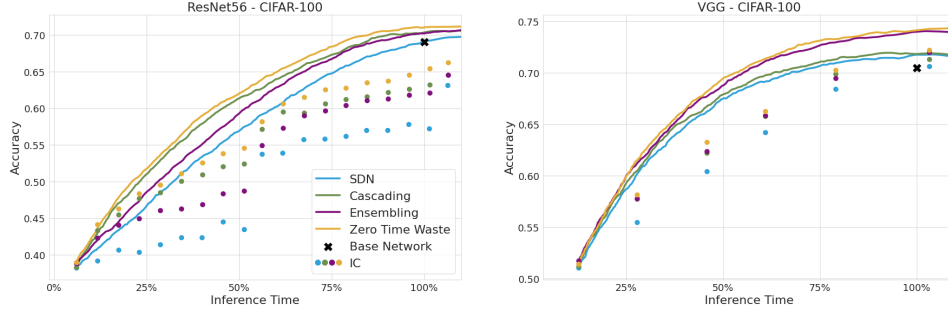 ResNet56 - CIFAR-100
Accuracy
0.70
0.65
0.60
0.55
0.50
0.45
0.40
0%
25%
50%
75%
100%
Inference Time
SDN
Cascading
Ensembling
Zero Time Waste
Base Network
IC
VGG - CIFAR-100
Accuracy
0.75
0.70
0.65
0.60
0.55
0.50
25%
50%
75%
100%
Inference Time